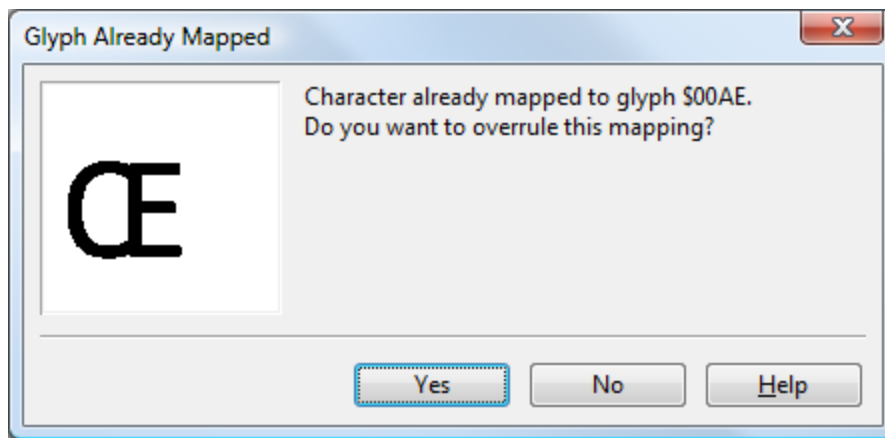 Glyph Already Mapped
Character already mapped to glyph $00AE.
Do you want to overrule this mapping?
Œ
Yes
No
Help